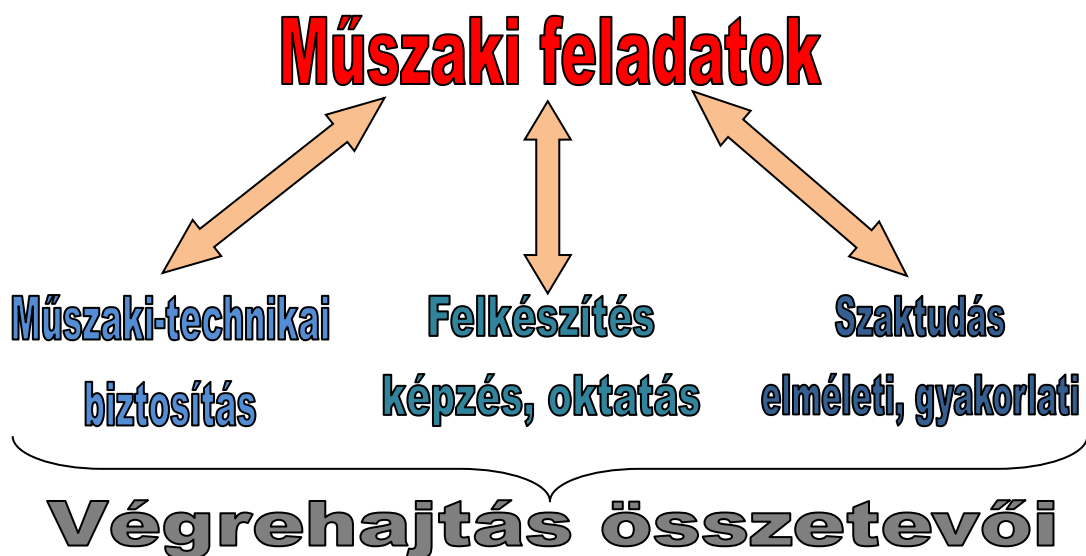 Műszaki feladatok
Műszaki-technikai
biztosítás
Felkészítés
képzés, oktatás
Szaktudás
elméleti, gyakorlati
Végrehajtás összetevői